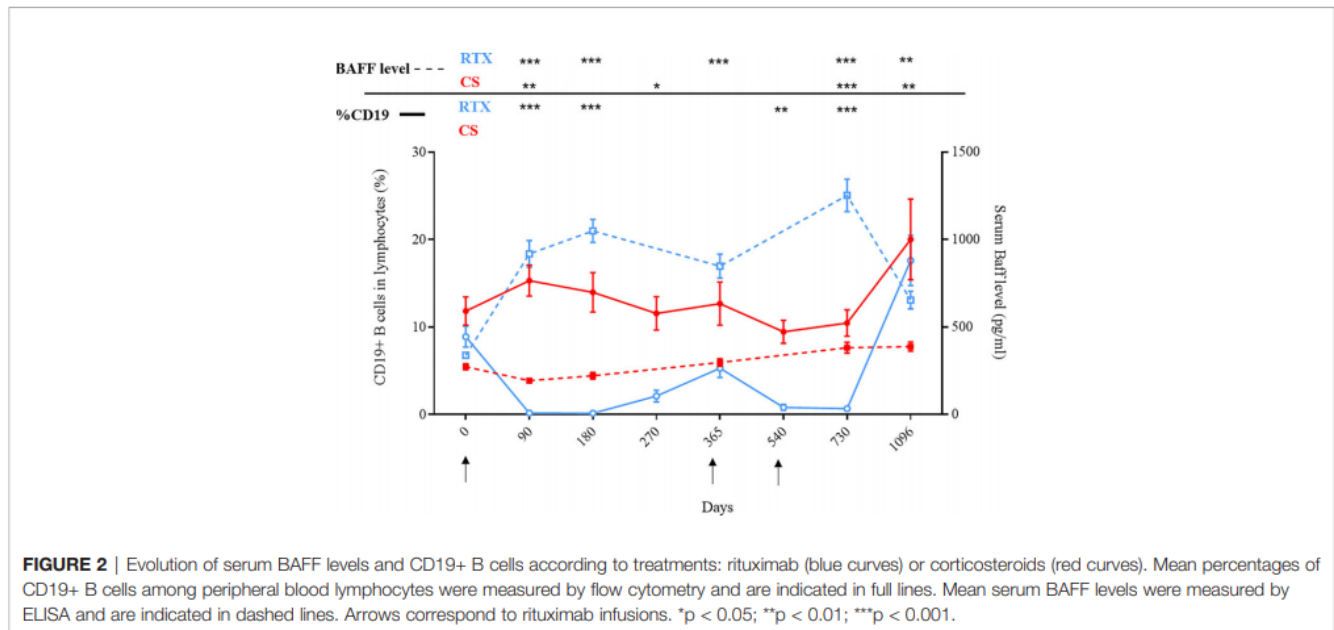 BAFF level - - - RTX *** *** *** *** **
CS ** * *** **
%CD19 RTX *** *** ** ***
CS
30
20
10
0
CD19+ B cells in lymphocytes (%)
1500
1000
500
0
Serum Baff level (pg/ml)
0 90 180 270 365 540 730 1096
Days
FIGURE 2 | Evolution of serum BAFF levels and CD19+ B cells according to treatments: rituximab (blue curves) or corticosteroids (red curves). Mean percentages of
CD19+ B cells among peripheral blood lymphocytes were measured by flow cytometry and are indicated in full lines. Mean serum BAFF levels were measured by
ELISA and are indicated in dashed lines. Arrows correspond to rituximab infusions. *p < 0.05; **p < 0.01; ***p < 0.001.